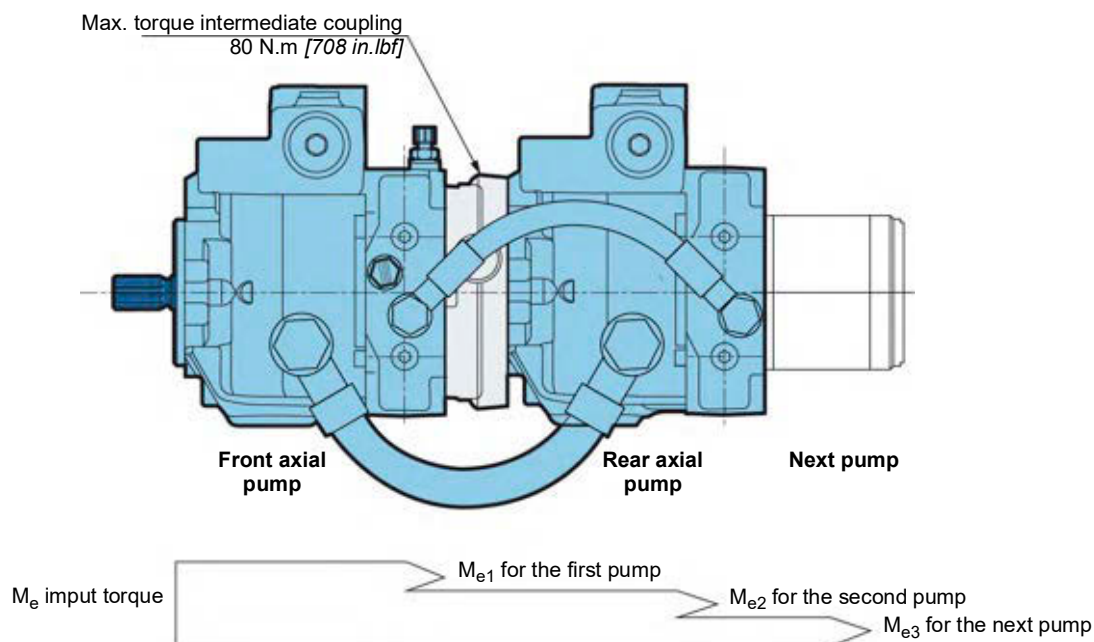 Max. torque intermediate coupling
80 N.m [708 in.lbf]
Front axial
pump
Rear axial
pump
Next pump
Me imput torque
Me1 for the first pump
Me2 for the second pump
Me3 for the next pump